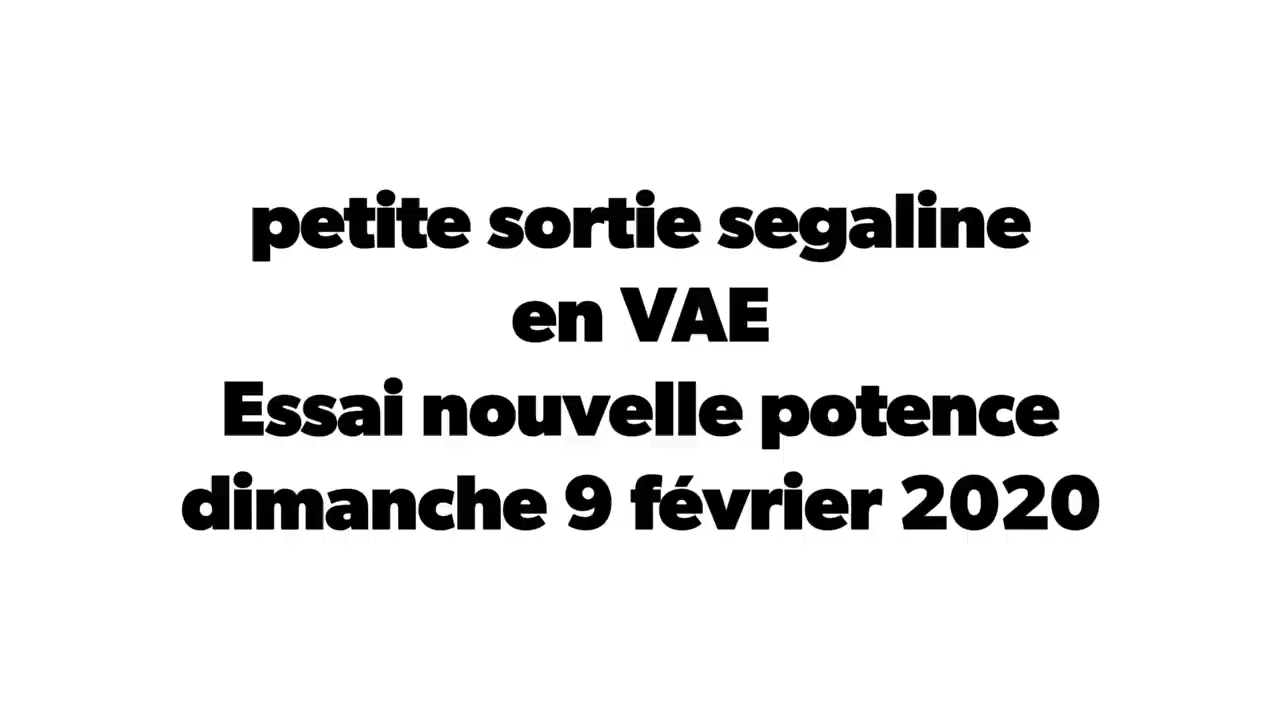 petite sortie segaline
en VAE
Essai nouvelle potence
dimanche 9 février 2020